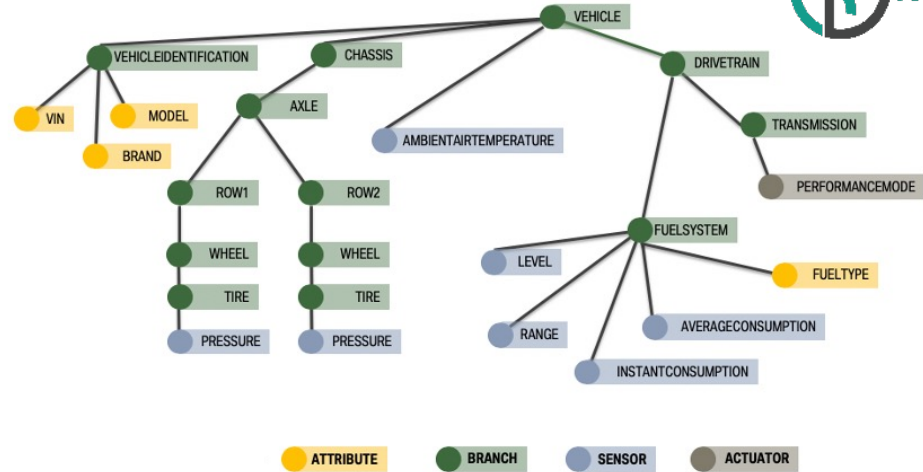 VEHICLE
VEHICLEIDENTIFICATION
CHASSIS
DRIVETRAIN
VIN
MODEL
AXLE
BRAND
AMBIENTAIRTEMPERATURE
TRANSMISSION
PERFORMANCEMODE
ROW1
ROW2
FUELSYSTEM
WHEEL
WHEEL
LEVEL
FUELTYPE
TIRE
TIRE
PRESSURE
PRESSURE
RANGE
AVERAGECONSUMPTION
INSTANTCONSUMPTION
ATTRIBUTE
BRANCH
SENSOR
ACTUATOR